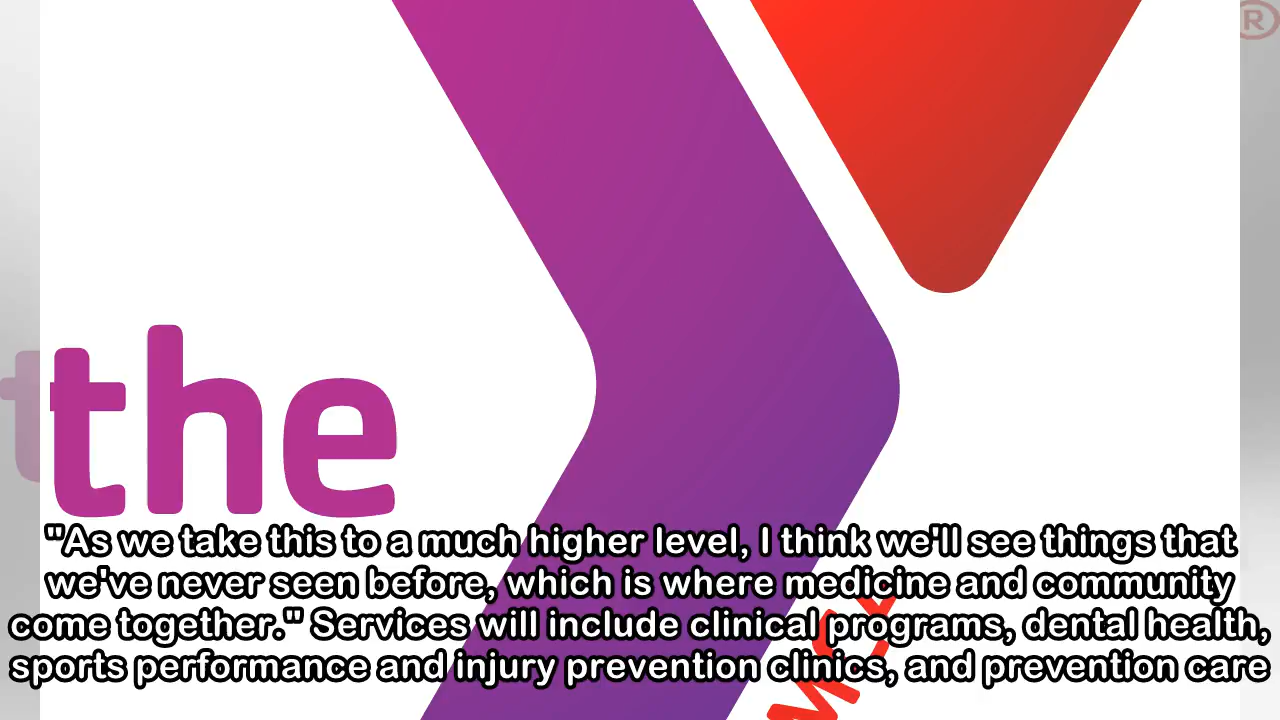 ®
the
"As we take this to a much higher level, I think we'll see things that
we've never seen before, which is where medicine and community
come together." Services will include clinical programs, dental health,
sports performance and injury prevention clinics, and prevention care